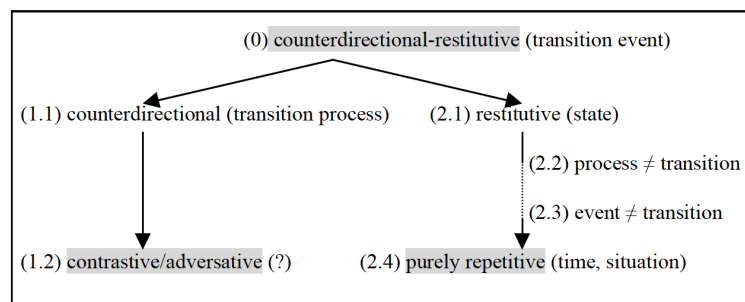 (0) counterdirectional-restitutive (transition event)
(1.1) counterdirectional (transition process)
(2.1) restitutive (state)
(2.2) process ≠ transition
(2.3) event ≠ transition
(1.2) contrastive/adversative (?)
(2.4) purely repetitive (time, situation)